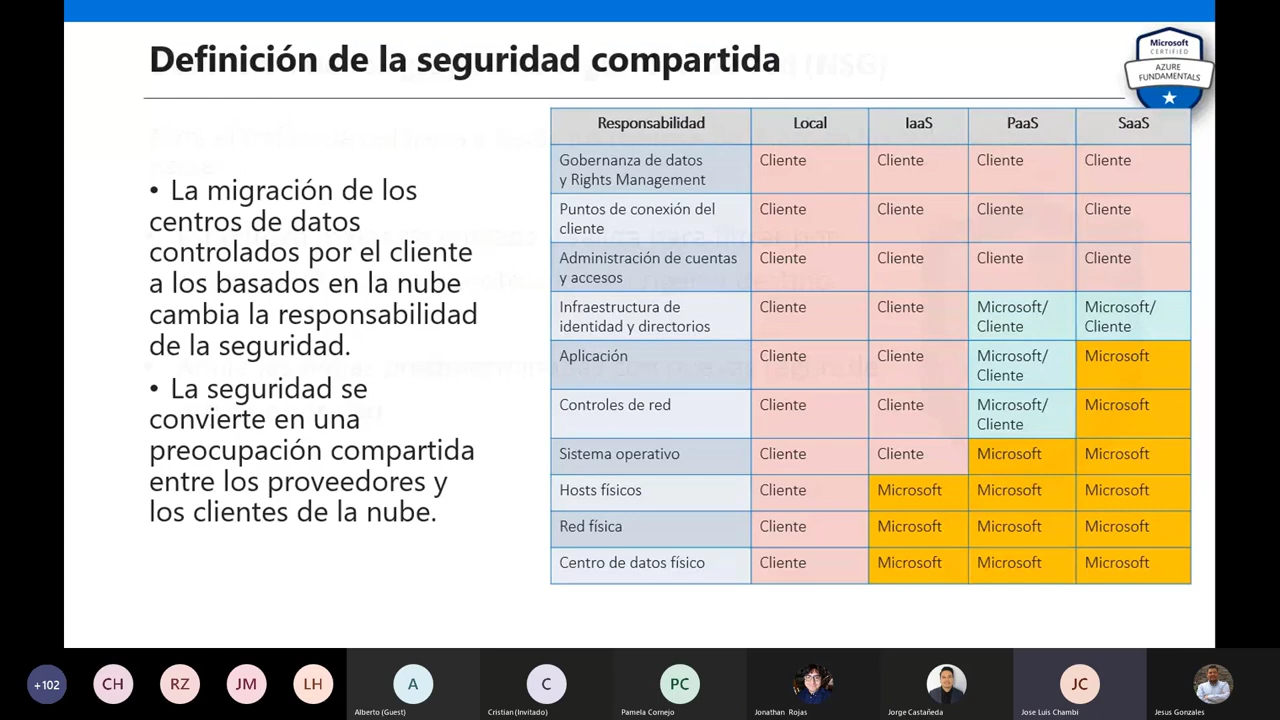 Definición de la seguridad compartida
Microsoft
CERTIFIED
AZURE
FUNDAMENTALS
• La migración de los
centros de datos
controlados por el cliente
a los basados en la nube
cambia la responsabilidad
de la seguridad.
• La seguridad se
convierte en una
preocupación compartida
entre los proveedores y
los clientes de la nube.
Responsabilidad Local IaaS PaaS SaaS
Gobernanza de datos
y Rights Management Cliente Cliente Cliente Cliente
Puntos de conexión del
cliente Cliente Cliente Cliente Cliente
Administración de cuentas
y accesos Cliente Cliente Cliente Cliente
Infraestructura de
identidad y directorios Cliente Cliente Microsoft/ Cliente Microsoft/ Cliente
Aplicación Cliente Cliente Microsoft/ Cliente Microsoft
Controles de red Cliente Cliente Microsoft/ Cliente Microsoft
Sistema operativo Cliente Cliente Microsoft Microsoft
Hosts físicos Cliente Microsoft Microsoft Microsoft
Red física Cliente Microsoft Microsoft Microsoft
Centro de datos físico Cliente Microsoft Microsoft Microsoft
+102 CH RZ JM LH A C PC JC
Alberto (Guest) Cristian (Invitado) Pamela Cornejo Jonathan Rojas Jorge Castañeda Jose Luis Chambi Jesus Gonzales